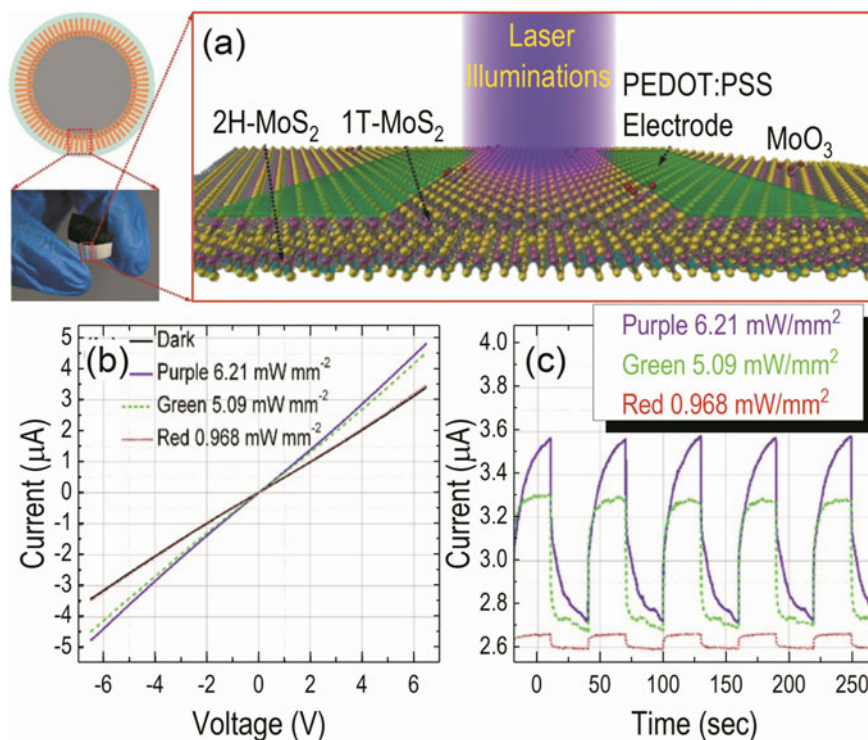 (a)
Laser
Illuminations
PEDOT:PSS
Electrode
2H-MoS2
1T-MoS2
MoO3
(b)
Dark
Purple 6.21 mW mm-2
Green 5.09 mW mm-2
Red 0.968 mW mm-2
5
4
3
2
1
0
-1
-2
-3
-4
-5
Current (μA)
-6 -4 -2 0 2 4 6
Voltage (V)
(c)
Purple 6.21 mW/mm2
Green 5.09 mW/mm2
Red 0.968 mW/mm2
4.0
3.8
3.6
3.4
3.2
3.0
2.8
2.6
Current (μA)
0 50 100 150 200 250
Time (sec)